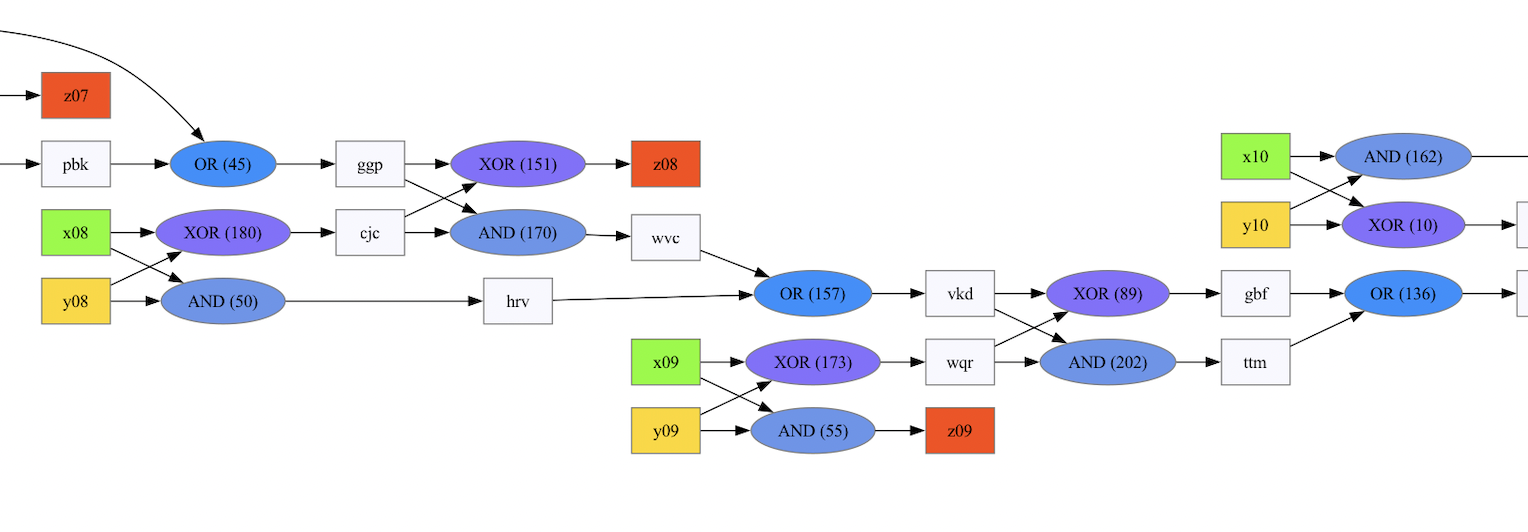 z07
pbk
OR (45)
ggp
XOR (151)
z08
x08
XOR (180)
cjc
AND (170)
wvc
y08
AND (50)
hrv
OR (157)
vkd
XOR (89)
gbf
OR (136)
x09
XOR (173)
wqr
AND (202)
ttm
y09
AND (55)
z09
x10
AND (162)
y10
XOR (10)